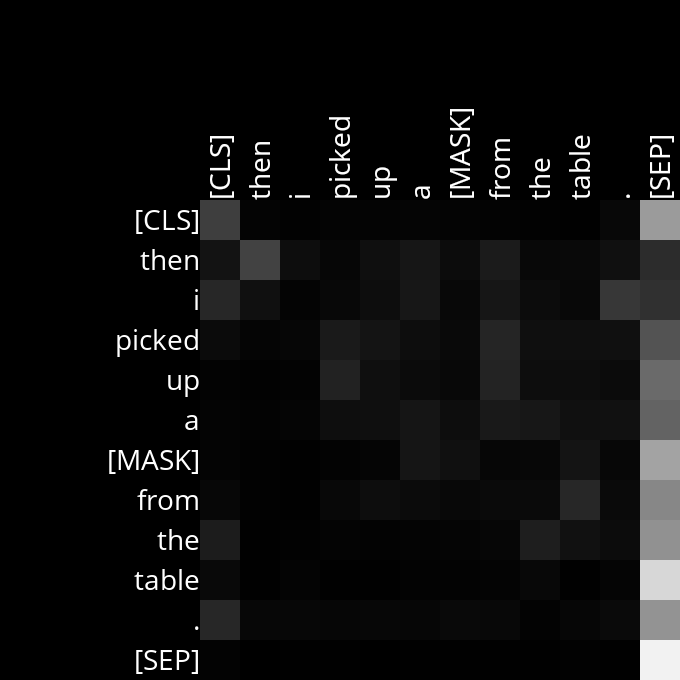 [CLS] then i picked up a [MASK] from the table . [SEP]
[CLS]
then
i
picked
up
a
[MASK]
from
the
table
.
[SEP]